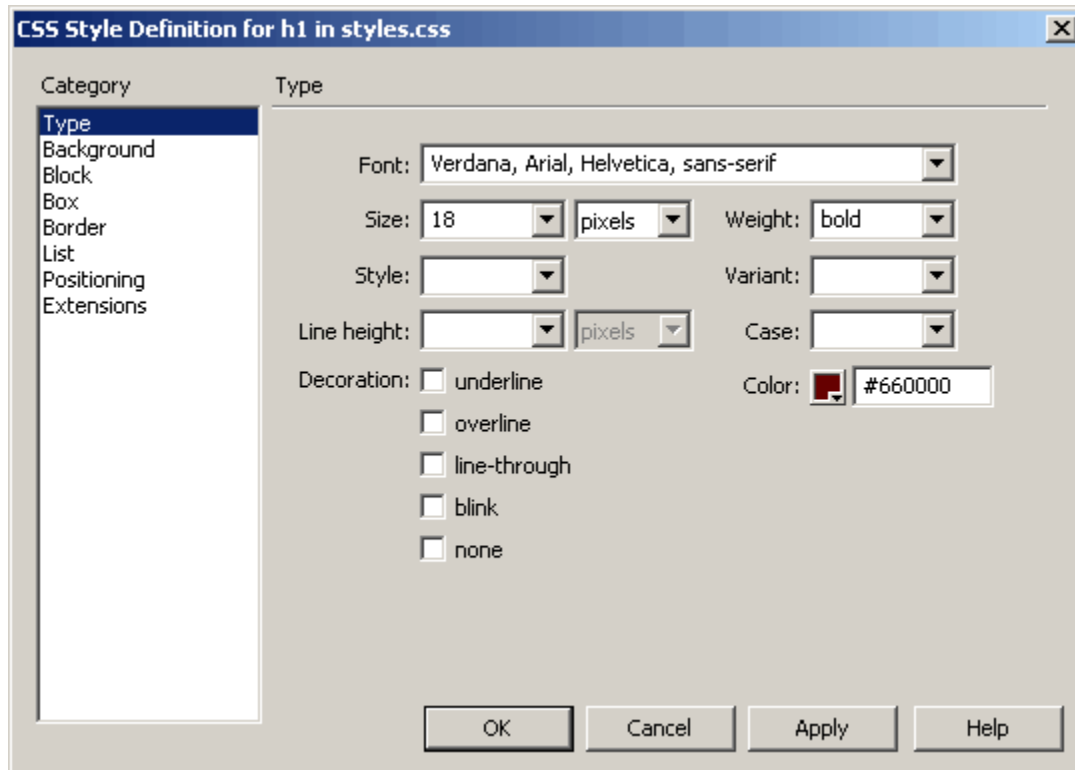 CSS Style Definition for h1 in styles.css
Category
Type
Type
Background
Block
Box
Border
List
Positioning
Extensions
Font: Verdana, Arial, Helvetica, sans-serif
Size: 18 pixels Weight: bold
Style: Variant:
Line height: pixels Case:
Decoration: underline Color: #660000
overline
line-through
blink
none
OK Cancel Apply Help